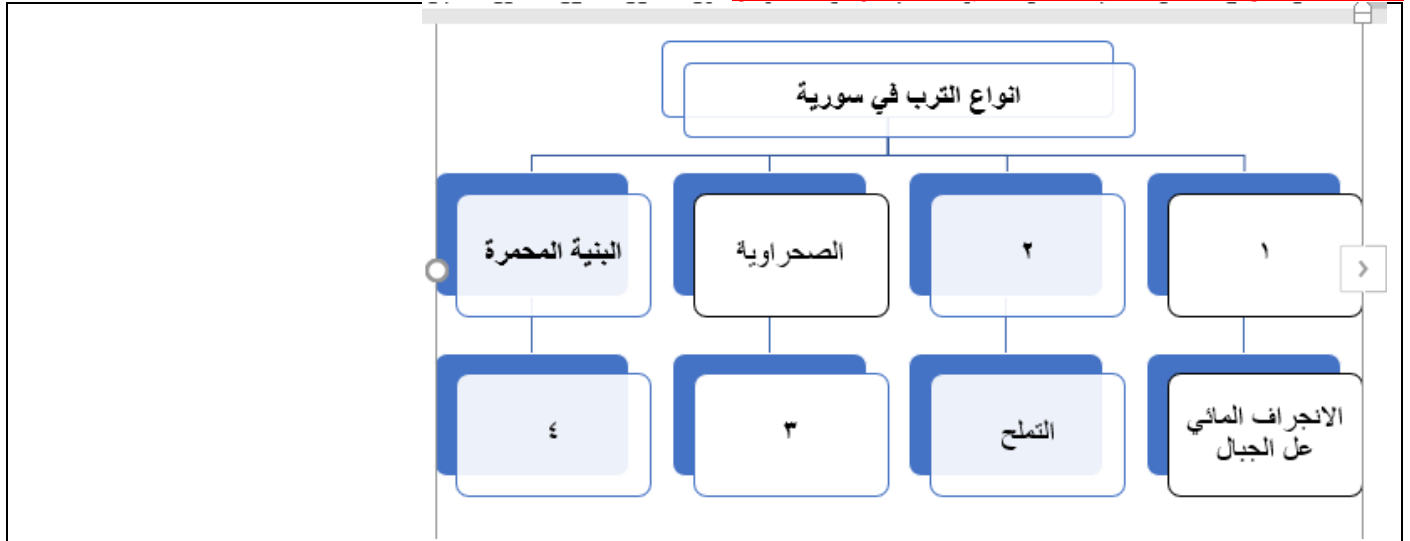 انواع الترب في سورية
١
٢
الصحراوية
البنية المحمرة
الانجراف المائي
عل الجبال
التملح
٣
٤